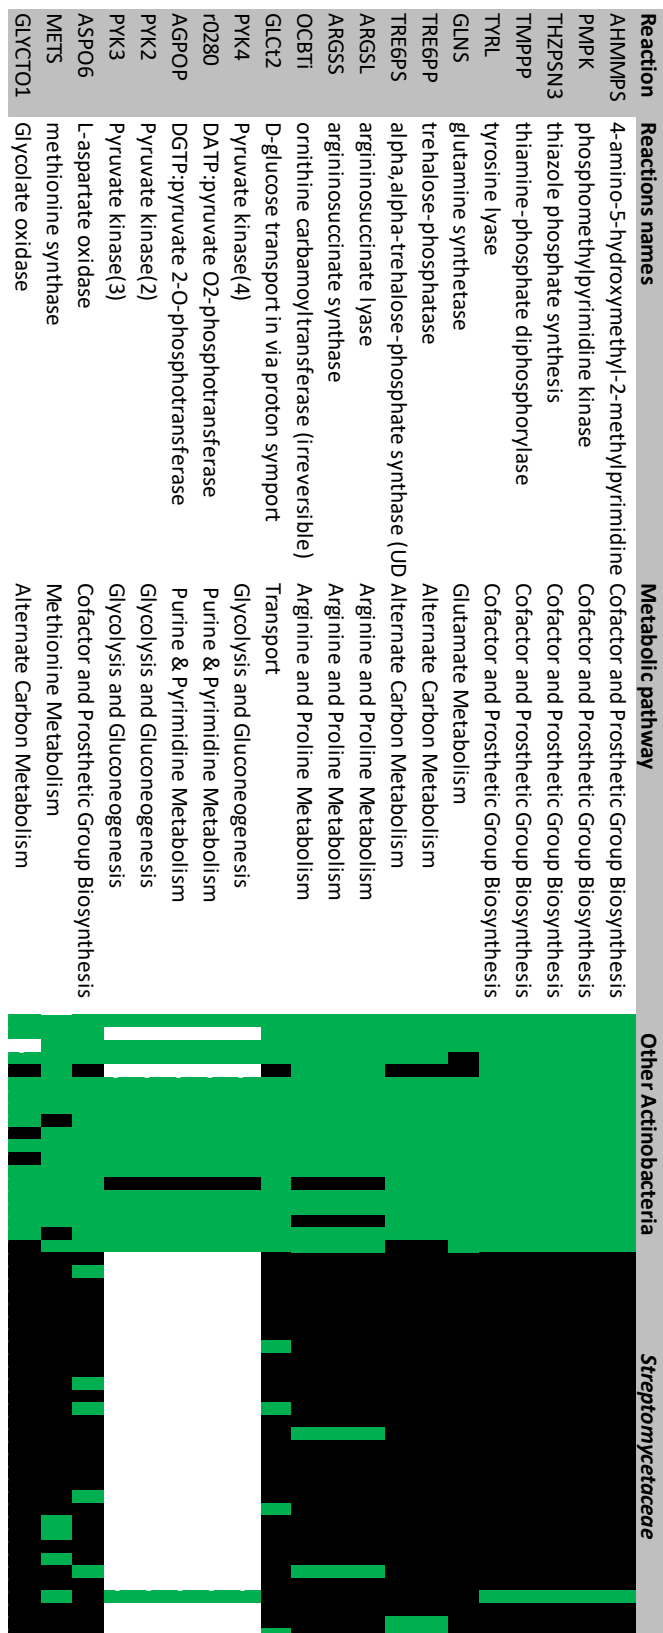 Reaction Reactions names Metabolic pathway Other Actinobacteria Streptomycetaceae
AHMMPS 4-amino-5-hydroxymethyl-2-methylpyrimidine Cofactor and Prosthetic Group Biosynthesis
PMPK phosphomethylpyrimidine kinase Cofactor and Prosthetic Group Biosynthesis
THZPSN3 thiazole phosphate synthesis Cofactor and Prosthetic Group Biosynthesis
TMPPP thiamine-phosphate diphosphorylase Cofactor and Prosthetic Group Biosynthesis
TYRL tyrosine lyase Cofactor and Prosthetic Group Biosynthesis
GLNS glutamine synthetase Glutamate Metabolism
TRE6PP trehalose-phosphatase Alternate Carbon Metabolism
TRE6PS alpha,alpha-trehalose-phosphate synthase (UD Alternate Carbon Metabolism
ARGSL argininosuccinate lyase Arginine and Proline Metabolism
ARGSS argininosuccinate synthase Arginine and Proline Metabolism
OCBTi ornithine carbamoyltransferase (irreversible) Arginine and Proline Metabolism
GLCt2 D-glucose transport in via proton symport Transport
PYK4 Pyruvate kinase(4) Glycolysis and Gluconeogenesis
r0280 DATP:pyruvate O2-phosphotransferase Purine & Pyrimidine Metabolism
AGPOP DGTP:pyruvate 2-O-phosphotransferase Purine & Pyrimidine Metabolism
PYK2 Pyruvate kinase(2) Glycolysis and Gluconeogenesis
PYK3 Pyruvate kinase(3) Glycolysis and Gluconeogenesis
ASPO6 L-aspartate oxidase Cofactor and Prosthetic Group Biosynthesis
METS methionine synthase Methionine Metabolism
GLYCTO1 Glycolate oxidase Alternate Carbon Metabolism